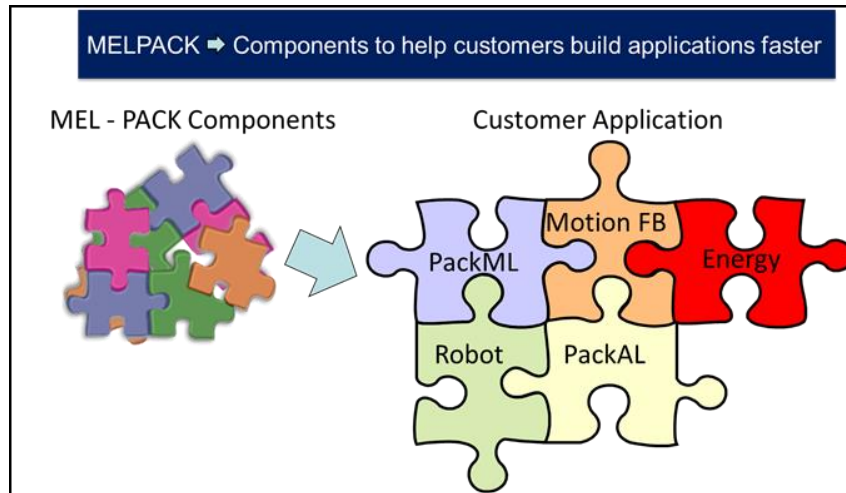 MELPACK ➡ Components to help customers build applications faster
MEL - PACK Components
Customer Application
Motion FB
PackML
Energy
Robot
PackAL